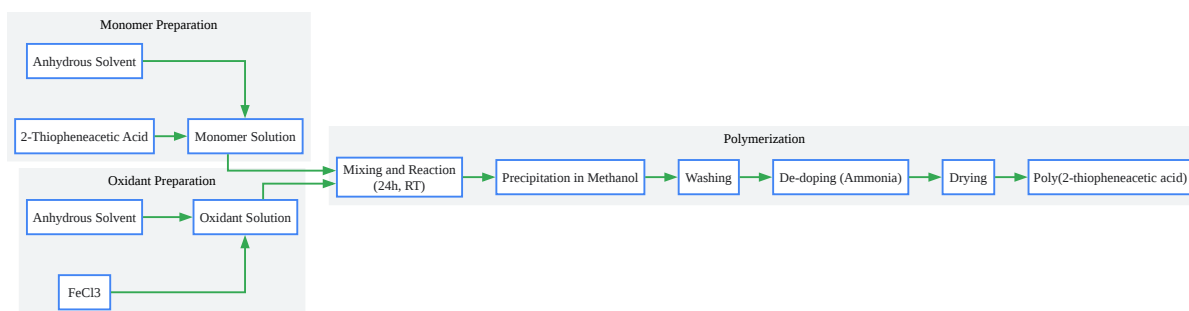 Monomer Preparation
Anhydrous Solvent
2-Thiopheneacetic Acid
Monomer Solution
Oxidant Preparation
Anhydrous Solvent
Oxidant Solution
FeCl3
Polymerization
Mixing and Reaction
(24h, RT)
Precipitation in Methanol
Washing
De-doping (Ammonia)
Drying
Poly(2-thiopheneacetic acid)